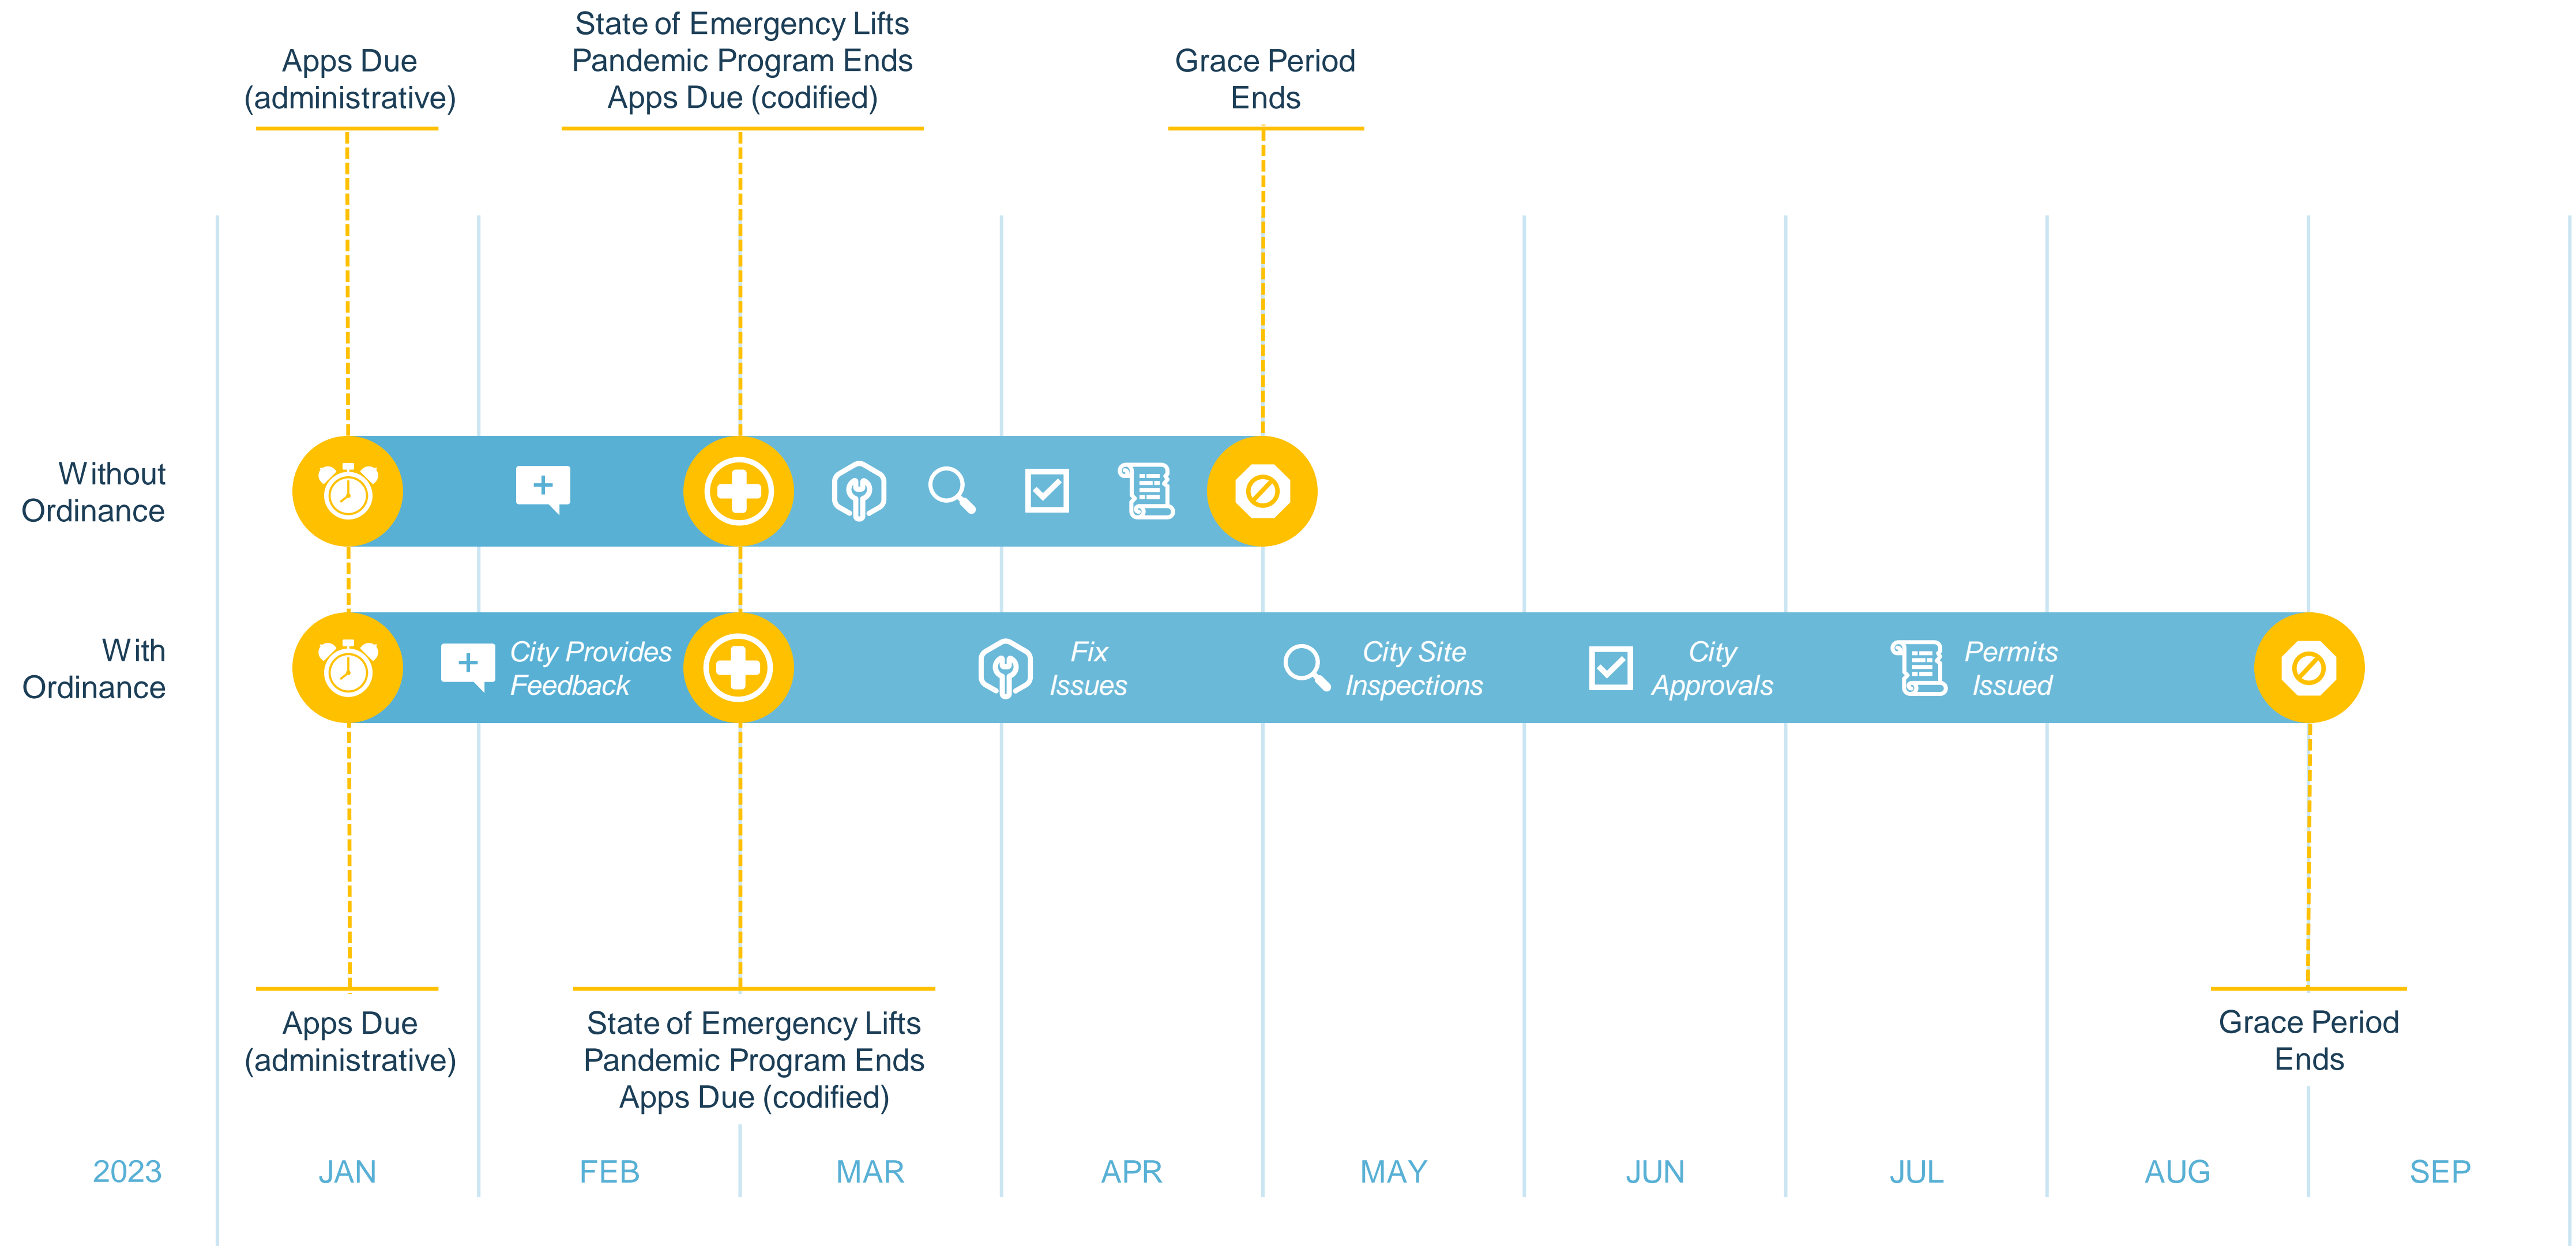 State of Emergency Lifts
Pandemic Program Ends
Apps Due (codified)
Apps Due
(administrative)
Grace Period
Ends
Without
Ordinance
With
Ordinance
City Provides
Feedback
Fix
Issues
City Site
Inspections
City
Approvals
Permits
Issued
Apps Due
(administrative)
State of Emergency Lifts
Pandemic Program Ends
Apps Due (codified)
Grace Period
Ends
2023 JAN FEB MAR APR MAY JUN JUL AUG SEP